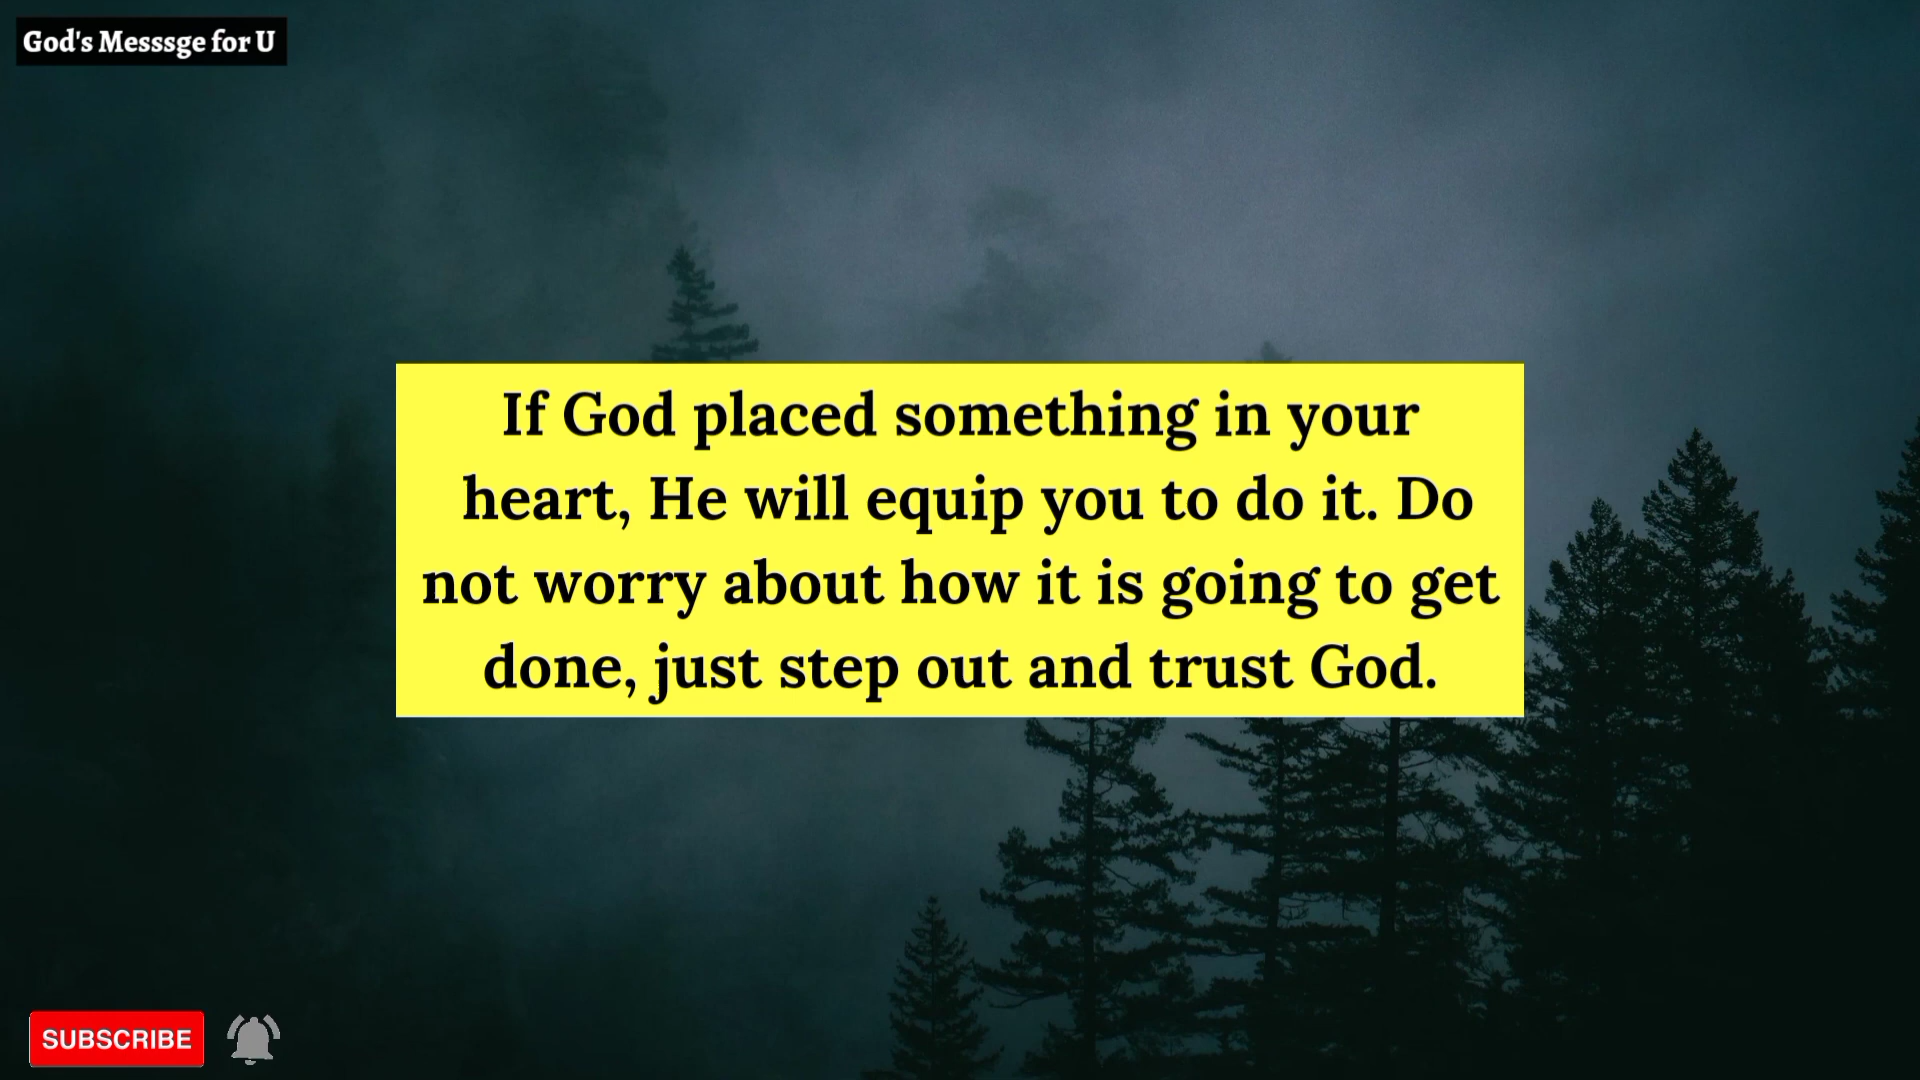 God's Messsge for U
If God placed something in your
heart, He will equip you to do it. Do
not worry about how it is going to get
done, just step out and trust God.
SUBSCRIBE